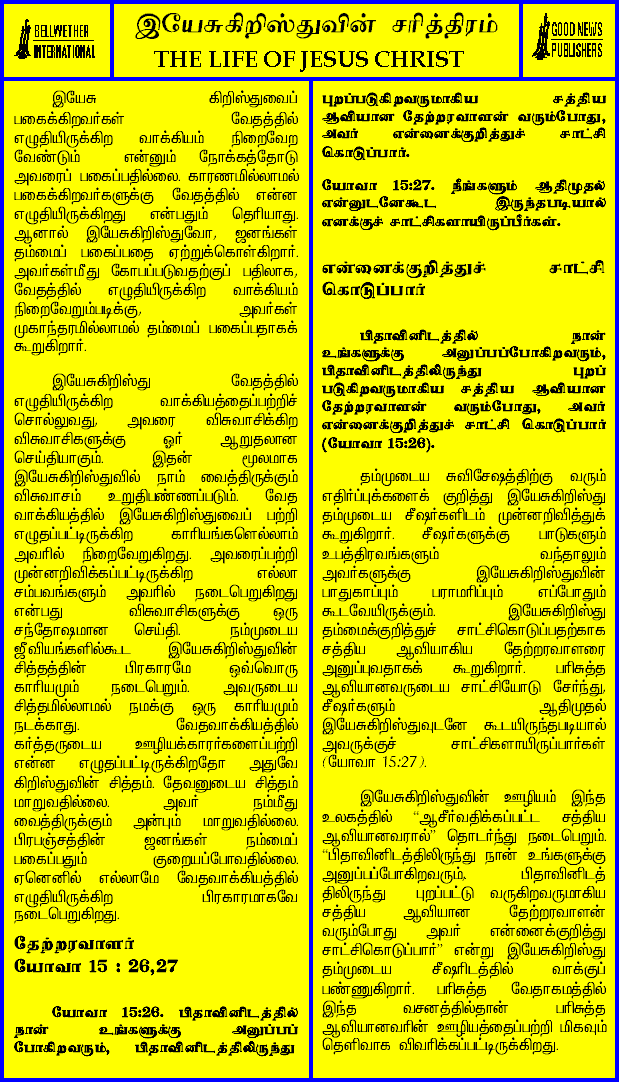 BELLWETHER
INTERNATIONAL
இயேசுகிறிஸ்துவின் சரித்திரம்
THE LIFE OF JESUS CHRIST
GOOD NEWS
PUBLISHERS
இயேசு கிறிஸ்துவைப்
பகைக்கிறவர்கள் வேதத்தில்
எழுதியிருக்கிற வாக்கியம் நிறைவேற
வேண்டும் என்னும் நோக்கத்தோடு
அவரைப் பகைப்பதில்லை. காரணமில்லாமல்
பகைக்கிறவர்களுக்கு வேதத்தில் என்ன
எழுதியிருக்கிறது என்பதும் தெரியாது.
ஆனால் இயேசுகிறிஸ்துவோ, ஜனங்கள்
தம்மைப் பகைப்பதை ஏற்றுக்கொள்கிறார்.
அவர்கள்மீது கோபப்படுவதற்குப் பதிலாக,
வேதத்தில் எழுதியிருக்கிற வாக்கியம்
நிறைவேறும்படிக்கு, அவர்கள்
முகாந்தரமில்லாமல் தம்மைப் பகைப்பதாகக்
கூறுகிறார்.
இயேசுகிறிஸ்து வேதத்தில்
எழுதியிருக்கிற வாக்கியத்தைப்பற்றிச்
சொல்லுவது, அவரை விசுவாசிக்கிற
விசுவாசிகளுக்கு ஓர் ஆறுதலான
செய்தியாகும். இதன் மூலமாக
இயேசுகிறிஸ்துவில் நாம் வைத்திருக்கும்
விசுவாசம் உறுதிபண்ணப்படும். வேத
வாக்கியத்தில் இயேசுகிறிஸ்துவைப் பற்றி
எழுதப்பட்டிருக்கிற காரியங்களெல்லாம்
அவரில் நிறைவேறுகிறது. அவரைப்பற்றி
முன்னறிவிக்கப்பட்டிருக்கிற எல்லா
சம்பவங்களும் அவரில் நடைபெறுகிறது
என்பது விசுவாசிகளுக்கு ஒரு
சந்தோஷமான செய்தி. நம்முடைய
ஜீவியங்களில்கூட இயேசுகிறிஸ்துவின்
சித்தத்தின் பிரகாரமே ஒவ்வொரு
காரியமும் நடைபெறும். அவருடைய
சித்தமில்லாமல் நமக்கு ஒரு காரியமும்
நடக்காது. வேதவாக்கியத்தில்
கர்த்தருடைய ஊழியக்காரர்களைப்பற்றி
என்ன எழுதப்பட்டிருக்கிறதோ அதுவே
கிறிஸ்துவின் சித்தம். தேவனுடைய சித்தம்
மாறுவதில்லை. அவர் நம்மீது
வைத்திருக்கும் அன்பும் மாறுவதில்லை.
பிரபஞ்சத்தின் ஜனங்கள் நம்மைப்
பகைப்பதும் குறையப்போவதில்லை.
ஏனெனில் எல்லாமே வேதவாக்கியத்தில்
எழுதியிருக்கிற பிரகாரமாகவே
நடைபெறுகிறது.
தேற்றரவாளர்
யோவா 15 : 26,27
யோவா 15:26. பிதாவினிடத்தில்
நான் உங்களுக்கு அனுப்பப்
போகிறவரும், பிதாவினிடத்திலிருந்து
புறப்படுகிறவருமாகிய சத்திய
ஆவியான தேற்றரவாளன் வரும்போது,
அவர் என்னைக்குறித்துச் சாட்சி
கொடுப்பார்.
யோவா 15:27. நீங்களும் ஆதிமுதல்
என்னுடனேகூட இருந்தபடியால்
எனக்குச் சாட்சிகளாயிருப்பீர்கள்.
என்னைக்குறித்துச் சாட்சி
கொடுப்பார்
பிதாவினிடத்தில் நான்
உங்களுக்கு அனுப்பப்போகிறவரும்,
பிதாவினிடத்திலிருந்து புறப்
படுகிறவருமாகிய சத்திய ஆவியான
தேற்றரவாளன் வரும்போது, அவர்
என்னைக்குறித்துச் சாட்சி கொடுப்பார்
(யோவா 15:26).
தம்முடைய சுவிசேஷத்திற்கு வரும்
எதிர்ப்புக்களைக் குறித்து இயேசுகிறிஸ்து
தம்முடைய சீஷர்களிடம் முன்னறிவித்துக்
கூறுகிறார். சீஷர்களுக்கு பாடுகளும்
உபத்திரவங்களும் வந்தாலும்
அவர்களுக்கு இயேசுகிறிஸ்துவின்
பாதுகாப்பும் பராமரிப்பும் எப்போதும்
கூடவேயிருக்கும். இயேசுகிறிஸ்து
தம்மைக்குறித்துச் சாட்சிகொடுப்பதற்காக
சத்திய ஆவியாகிய தேற்றரவாளரை
அனுப்புவதாகக் கூறுகிறார். பரிசுத்த
ஆவியானவருடைய சாட்சியோடு சேர்ந்து,
சீஷர்களும் ஆதிமுதல்
இயேசுகிறிஸ்துவுடனே கூடயிருந்தபடியால்
அவருக்குச் சாட்சிகளாயிருப்பார்கள்
(யோவா 15:27).
இயேசுகிறிஸ்துவின் ஊழியம் இந்த
உலகத்தில் “ஆசீர்வதிக்கப்பட்ட சத்திய
ஆவியானவரால்” தொடர்ந்து நடைபெறும்.
“பிதாவினிடத்திலிருந்து நான் உங்களுக்கு
அனுப்பப்போகிறவரும், பிதாவினிடத்
திலிருந்து புறப்பட்டு வருகிறவருமாகிய
சத்திய ஆவியான தேற்றரவாளன்
வரும்போது அவர் என்னைக்குறித்து
சாட்சிகொடுப்பார்” என்று இயேசுகிறிஸ்து
தம்முடைய சீஷரிடத்தில் வாக்குப்
பண்ணுகிறார். பரிசுத்த வேதாகமத்தில்
இந்த வசனத்தில்தான் பரிசுத்த
ஆவியானவரின் ஊழியத்தைப்பற்றி மிகவும்
தெளிவாக விவரிக்கப்பட்டிருக்கிறது.